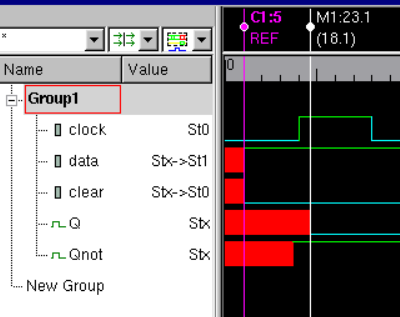 C1:5 M1:23.1
REF (18.1)
*
Name Value 0
Group1
clock St0
data Stx->St1
clear Stx->St0
Q Stx
Qnot Stx
New Group